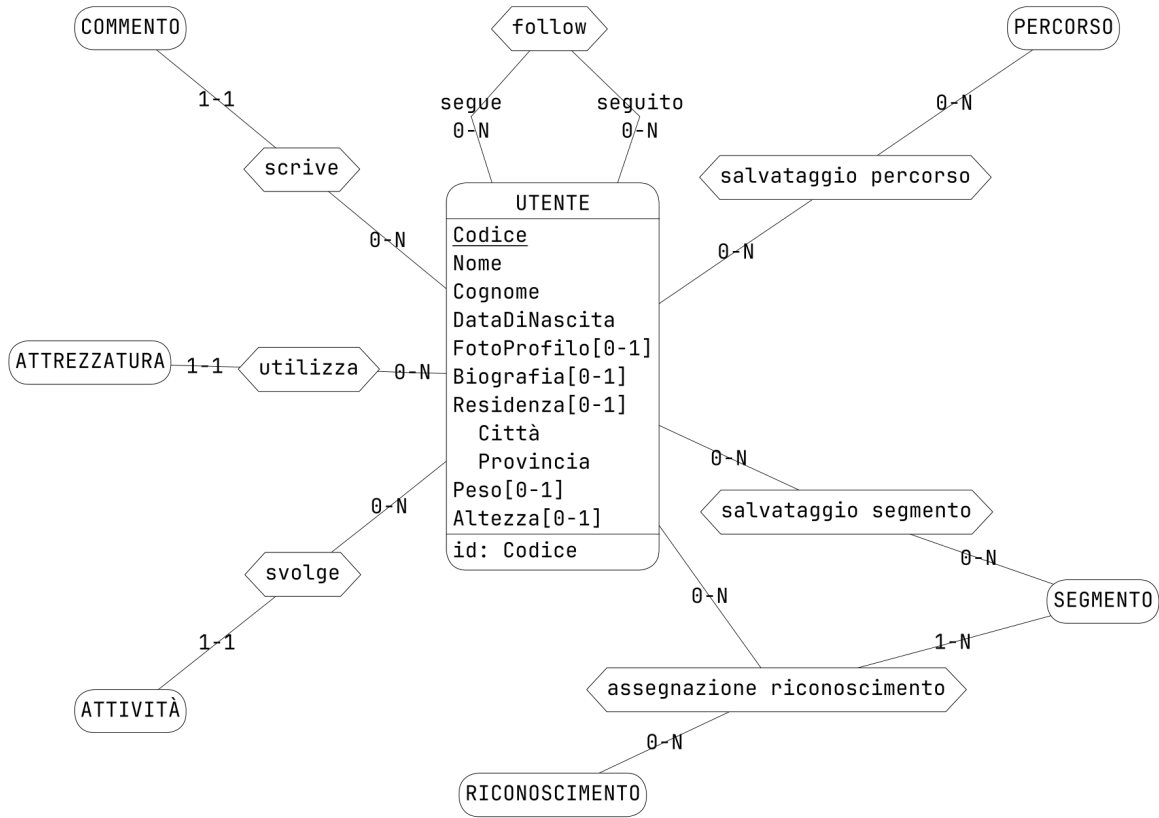 COMMENTO
follow
PERCORSO
1-1
segue
seguito
0-N
0-N
0-N
scrive
salvataggio percorso
0-N
0-N
UTENTE
Codice
Nome
Cognome
DataDiNascita
FotoProfilo[0-1]
Biografia[0-1]
Residenza[0-1]
Città
Provincia
Peso[0-1]
Altezza[0-1]
id: Codice
ATTREZZATURA
1-1
utilizza
0-N
0-N
svolge
1-1
ATTIVITÀ
0-N
salvataggio segmento
0-N
SEGMENTO
0-N
1-N
assegnazione riconoscimento
0-N
RICONOSCIMENTO